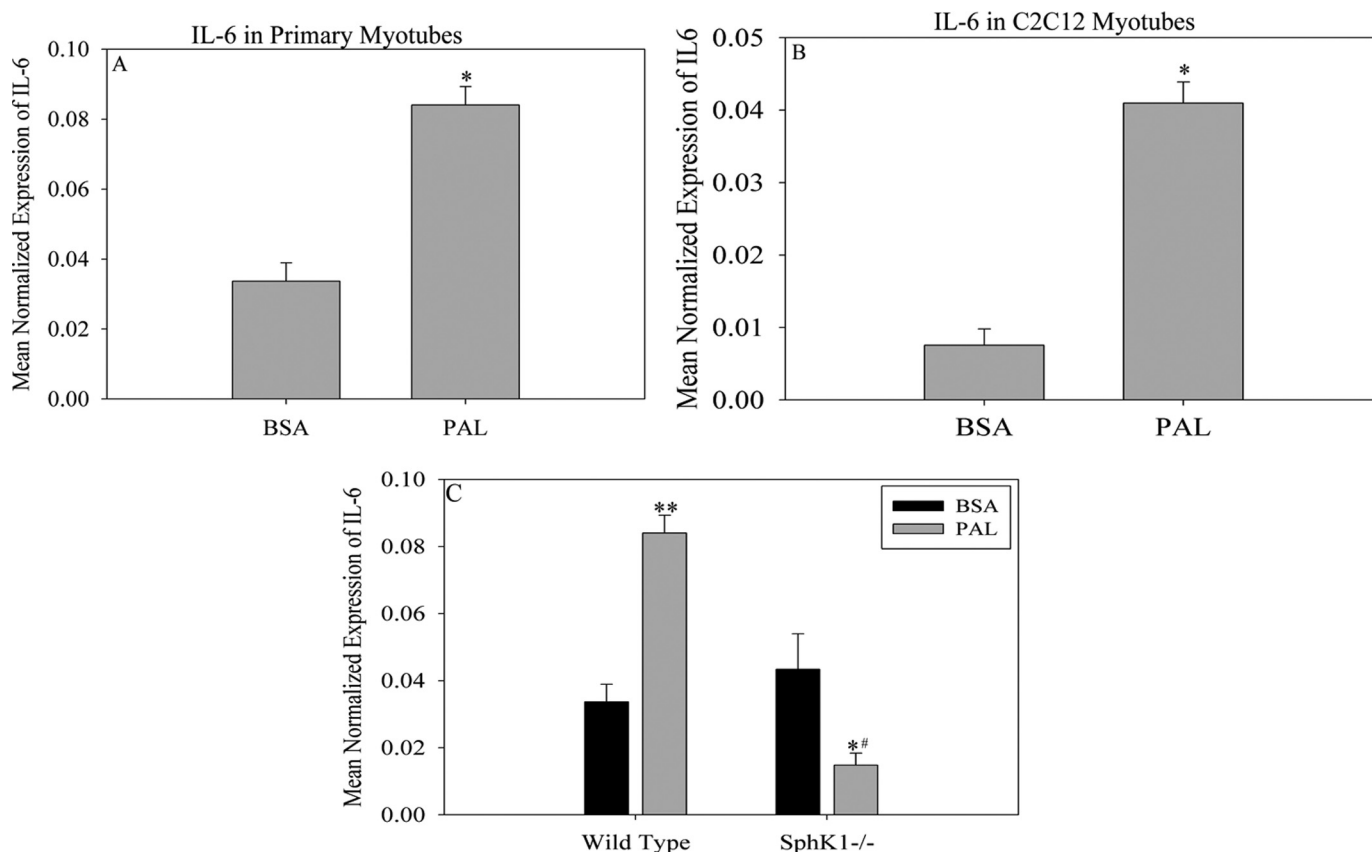 IL-6 in Primary Myotubes
A
Mean Normalized Expression of IL-6
0.10
0.08
0.06
0.04
0.02
0.00
*
BSA PAL
IL-6 in C2C12 Myotubes
B
Mean Normalized Expression of IL6
0.05
0.04
0.03
0.02
0.01
0.00
*
BSA PAL
C
Mean Normalized Expression of IL-6
0.10
0.08
0.06
0.04
0.02
0.00
**
*#
BSA
PAL
Wild Type SphK1-/-